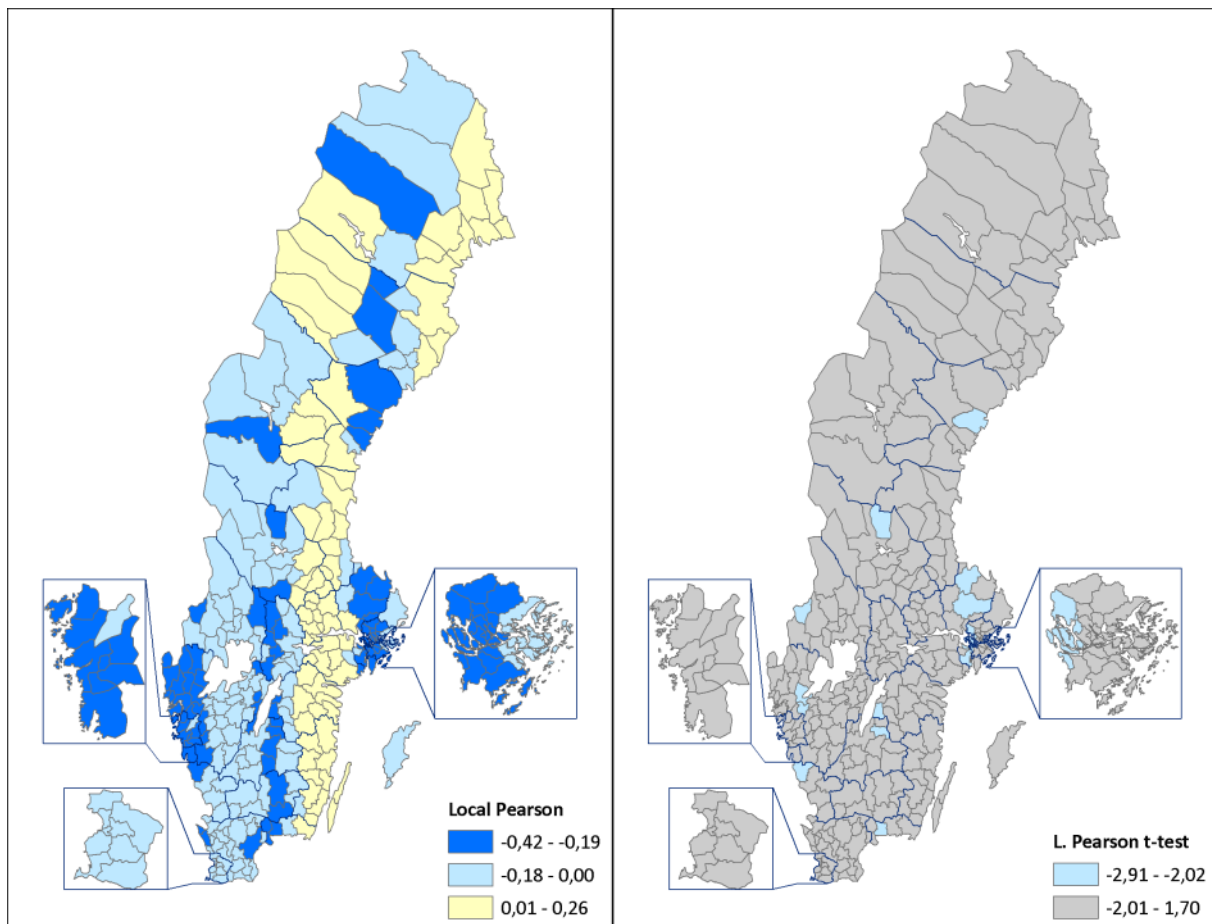 Local Pearson
-0,42 - -0,19
-0,18 - 0,00
0,01 - 0,26
L. Pearson t-test
-2,91 - -2,02
-2,01 - 1,70